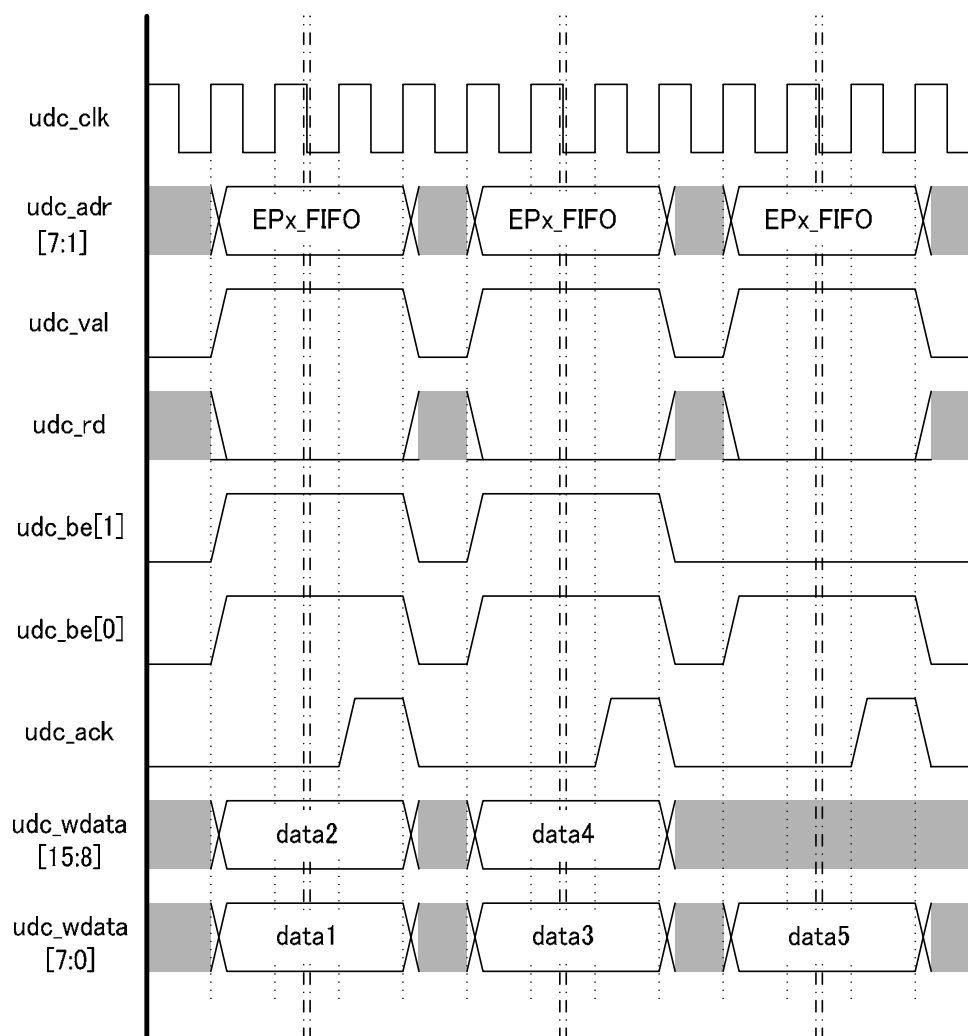 udc_clk
udc_adr
[7:1]
EPx_FIFO
EPx_FIFO
EPx_FIFO
udc_val
udc_rd
udc_be[1]
udc_be[0]
udc_ack
udc_wdata
[15:8]
data2
data4
udc_wdata
[7:0]
data1
data3
data5